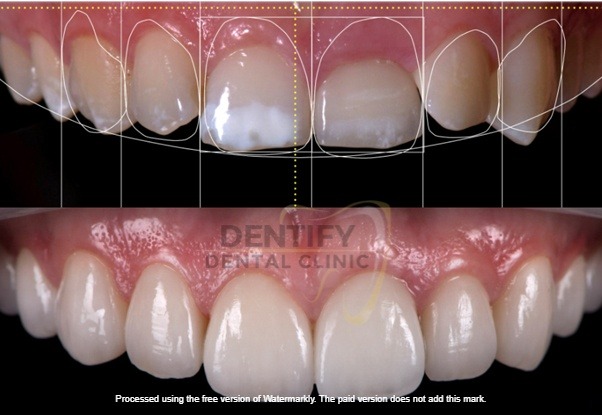 DENTIFY
DENTAL CLINIC
Processed using the free version of Watermarkly. The paid version does not add this mark.